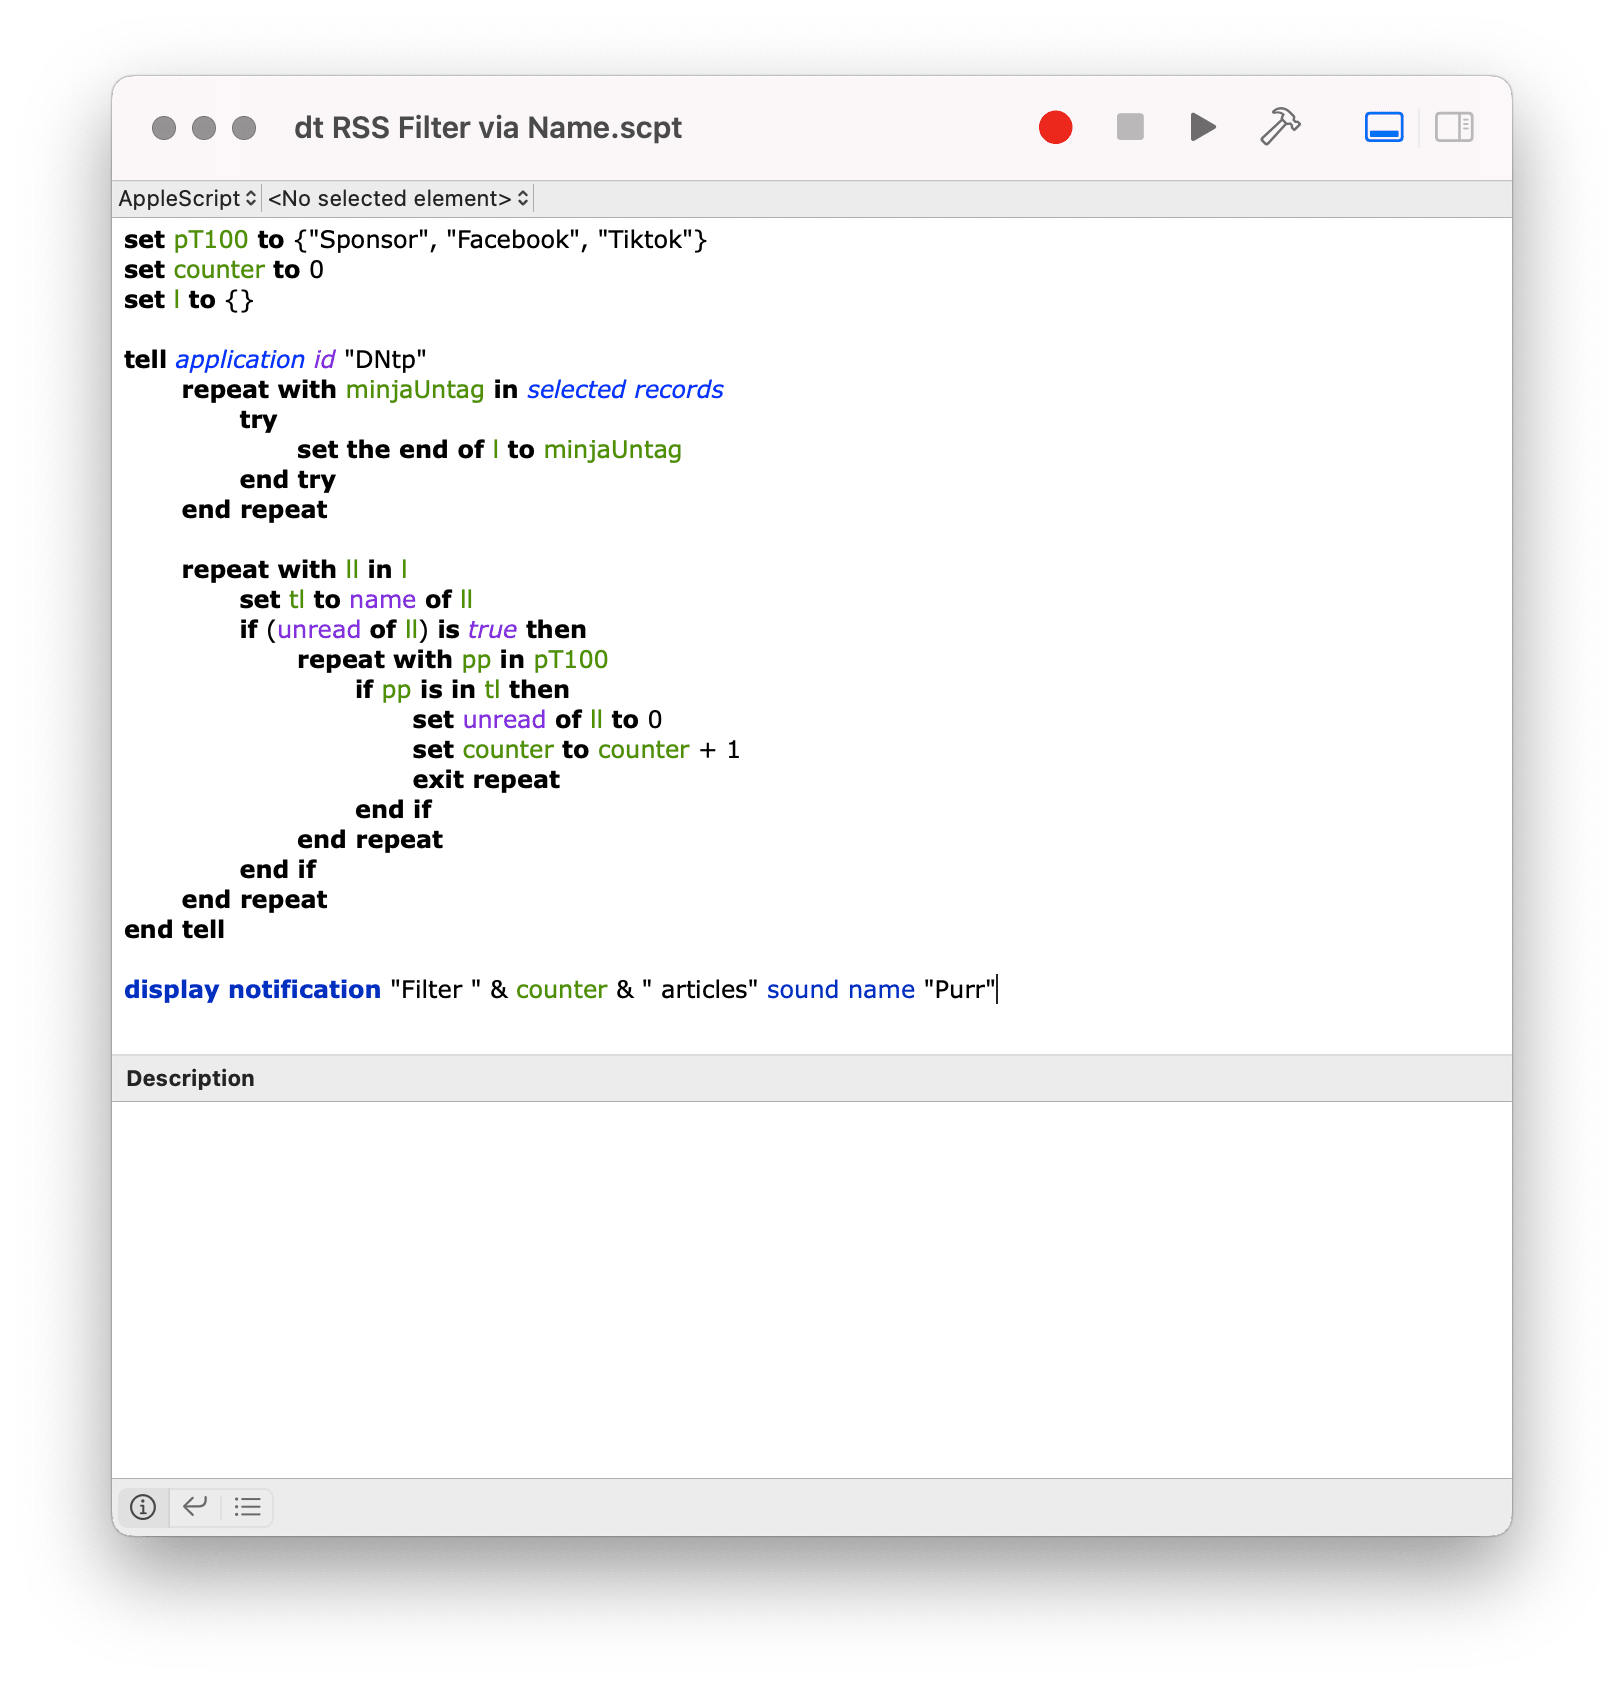 dt RSS Filter via Name.scpt
AppleScript <No selected element>
set pT100 to {"Sponsor", "Facebook", "Tiktok"}
set counter to 0
set l to {}
tell application id "DNtp"
repeat with minjaUntag in selected records
try
set the end of l to minjaUntag
end try
end repeat
repeat with ll in l
set tl to name of ll
if (unread of ll) is true then
repeat with pp in pT100
if pp is in tl then
set unread of ll to 0
set counter to counter + 1
exit repeat
end if
end repeat
end if
end repeat
end tell
display notification "Filter " & counter & " articles" sound name "Purr"
Description